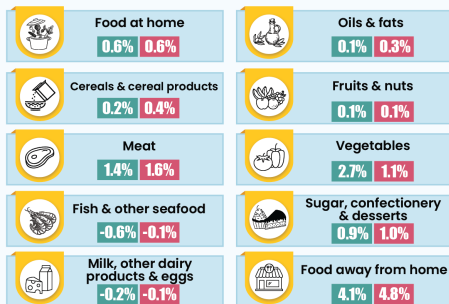 Food at home
0.6% 0.6%
Cereals & cereal products
0.2% 0.4%
Meat
1.4% 1.6%
Fish & other seafood
-0.6% -0.1%
Milk, other dairy
products & eggs
-0.2% -0.1%
Oils & fats
0.1% 0.3%
Fruits & nuts
0.1% 0.1%
Vegetables
2.7% 1.1%
Sugar, confectionery
& desserts
0.9% 1.0%
Food away from home
4.1% 4.8%